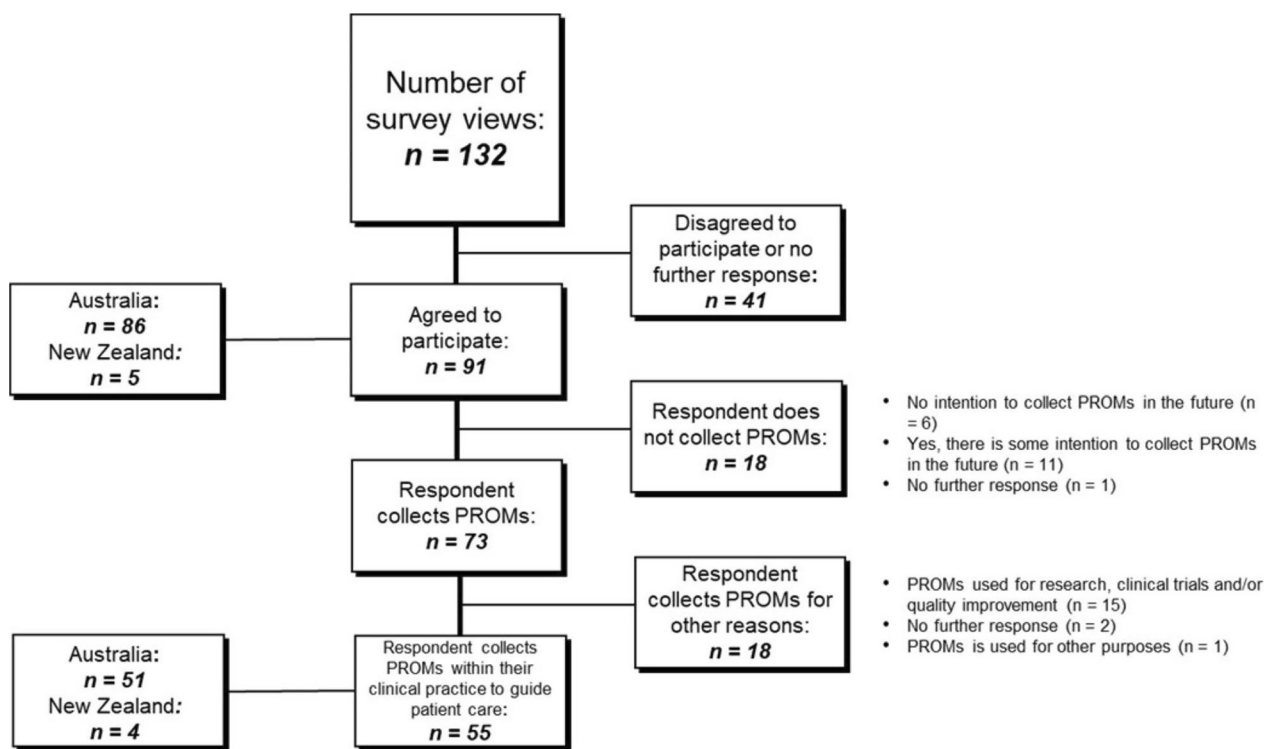 Number of
survey views:
n = 132
Disagreed to
participate or no
further response:
n = 41
Australia:
n = 86
New Zealand:
n = 5
Agreed to
participate:
n = 91
Respondent does
not collect PROMs:
n = 18
• No intention to collect PROMs in the future (n
= 6)
• Yes, there is some intention to collect PROMs
in the future (n = 11)
• No further response (n = 1)
Respondent
collects PROMs:
n = 73
Respondent
collects PROMs for
other reasons:
n = 18
• PROMs used for research, clinical trials and/or
quality improvement (n = 15)
• No further response (n = 2)
• PROMs is used for other purposes (n = 1)
Australia:
n = 51
New Zealand:
n = 4
Respondent collects
PROMs within their
clinical practice to guide
patient care:
n = 55